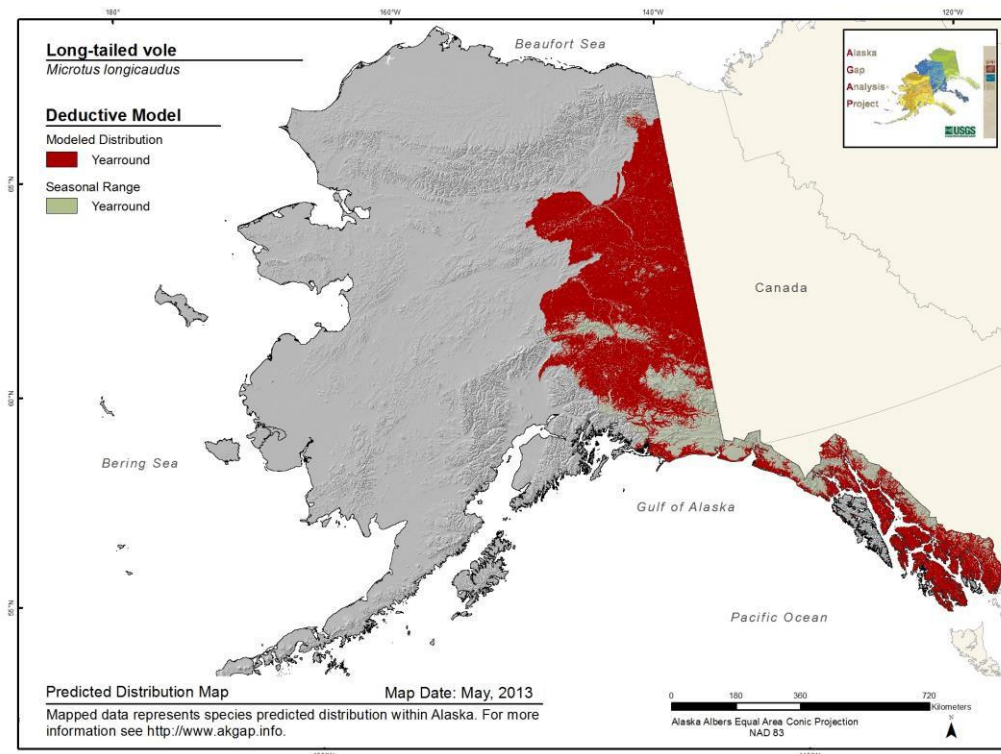 180°
160°W
140°W
120°W
Long-tailed vole
Microtus longicaudus
Deductive Model
Modeled Distribution
Yearround
Seasonal Range
Yearround
Beaufort Sea
Alaska
Gap
Analysis
Project
USGS
65°N
60°N
55°N
Canada
Bering Sea
Gulf of Alaska
Pacific Ocean
Predicted Distribution Map
Map Date: May, 2013
Mapped data represents species predicted distribution within Alaska. For more
information see http://www.akgap.info.
0 180 360 720
Kilometers
Alaska Albers Equal Area Conic Projection
NAD 83
N